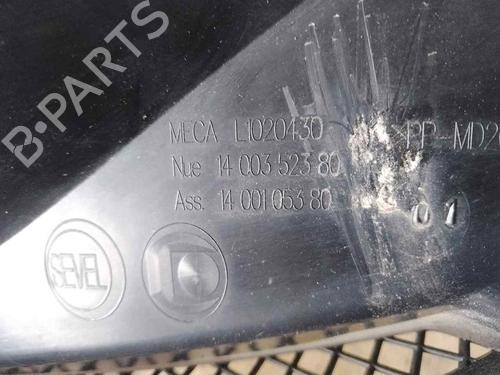 B-PARTS
MECA L1020430 PP-MD2
Nue 14 003 523 80
Ass. 14 001 053 80
01
SEVEL